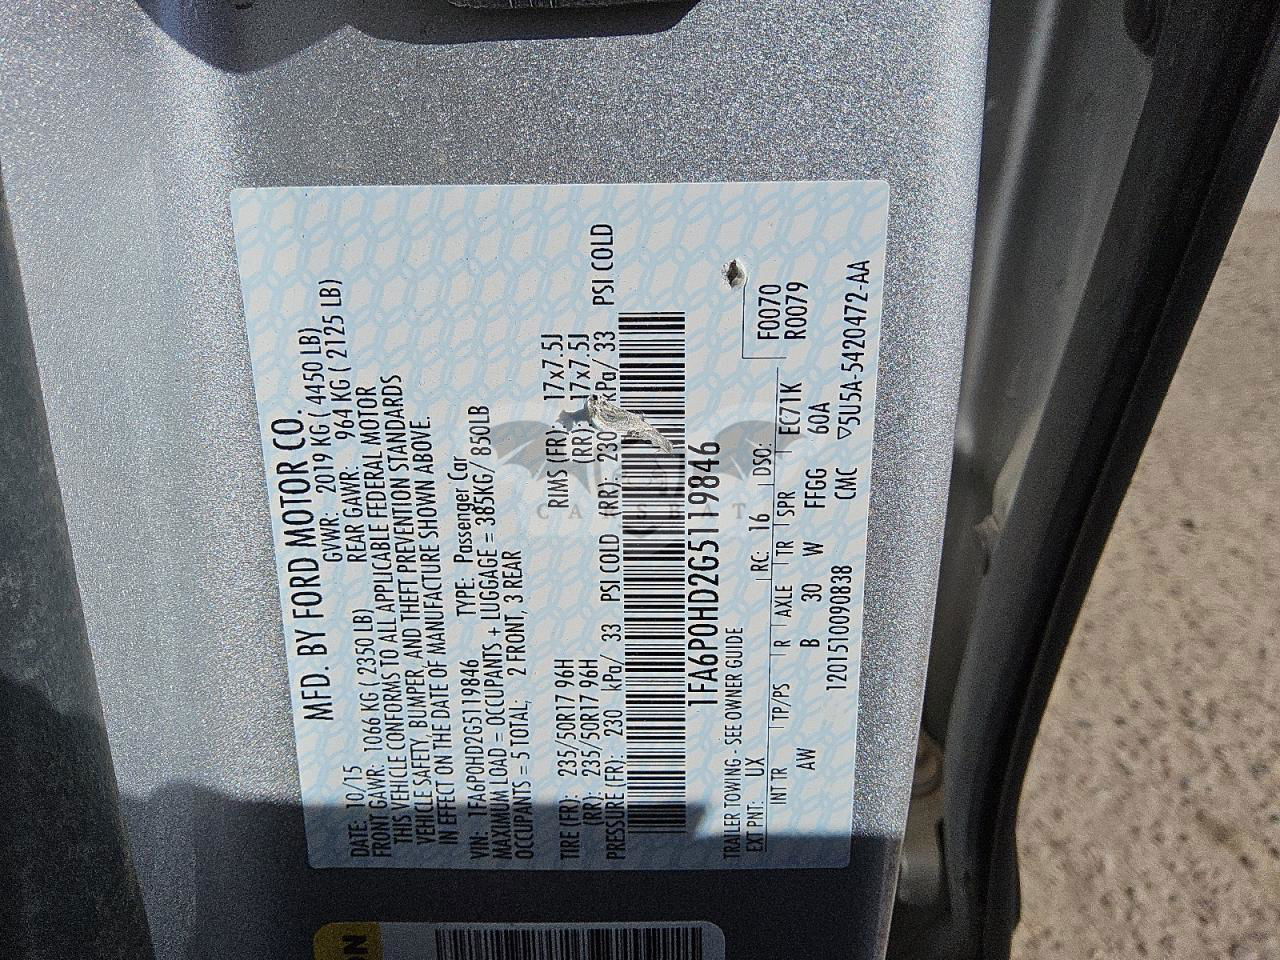 MFD. BY FORD MOTOR CO.
DATE: 10/15 GVWR: 2019 KG ( 4450 LB)
FRONT GAWR: 1066 KG ( 2350 LB) REAR GAWR: 964 KG ( 2125 LB)
THIS VEHICLE CONFORMS TO ALL APPLICABLE FEDERAL MOTOR
VEHICLE SAFETY, BUMPER, AND THEFT PREVENTION STANDARDS
IN EFFECT ON THE DATE OF MANUFACTURE SHOWN ABOVE.
VIN: 1FA6P0HD2G5119846 TYPE: Passenger Car
MAXIMUM LOAD = OCCUPANTS + LUGGAGE = 385KG/ 850LB
OCCUPANTS = 5 TOTAL; 2 FRONT, 3 REAR
TIRE (FR): 235/50R17 96H RIMS (FR): 17x7.5J
(RR): 235/50R17 96H (RR): 17x7.5J
PRESSURE (FR): 230 kPa/ 33 PSI COLD (RR): 230 kPa/ 33 PSI COLD
1FA6P0HD2G5119846
TRAILER TOWING - SEE OWNER GUIDE
F0070
EXT PNT: UX RC: 16 DSO: R0079
INT TR TP/PS R AXLE TR SPR EC71K
AW B 30 W FFGG 60A
1201510090838 CMC ▽5U5A-5420472-AA
CARSBAT
ON